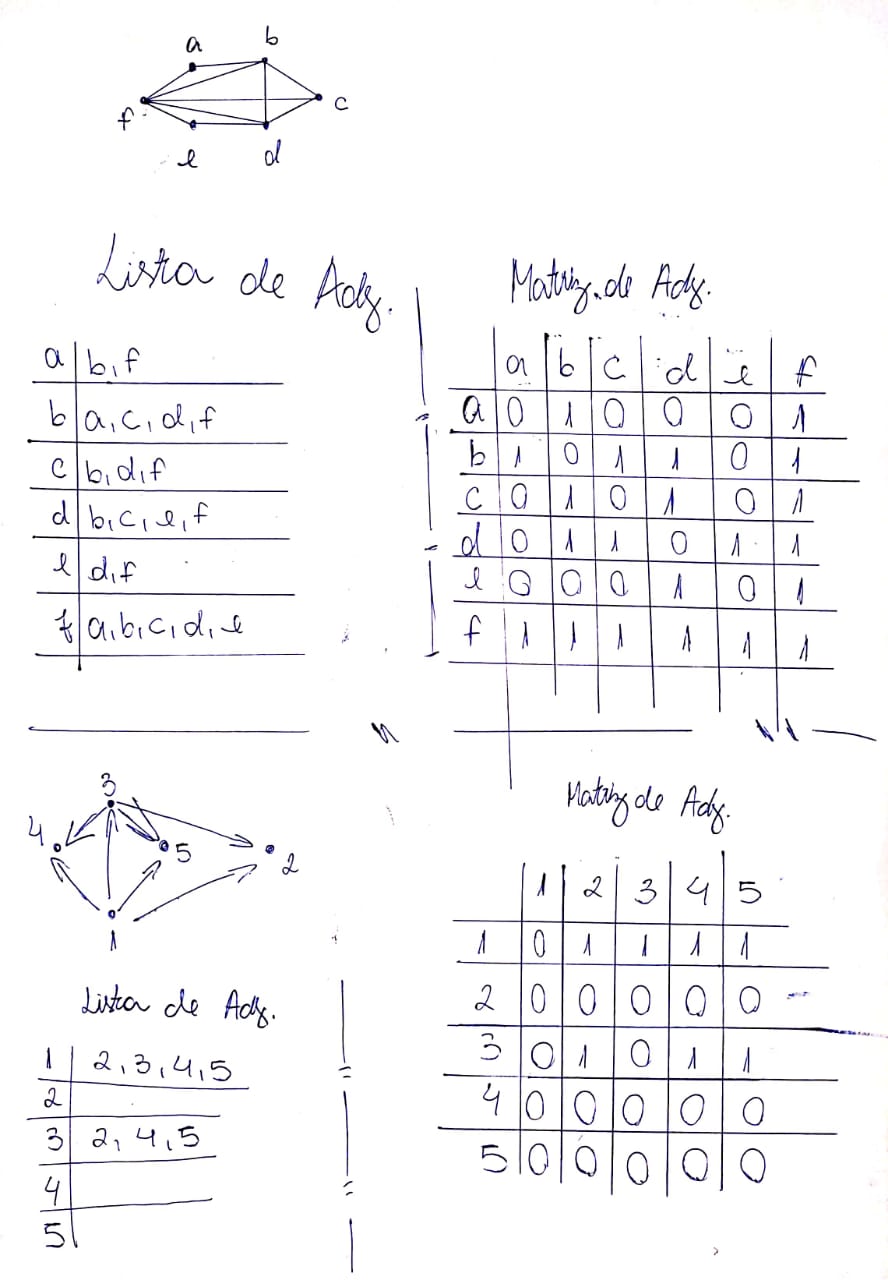 a b
f c
e d
Lista de Adj.
a b, f
b a, c, d, f
c b, d, f
d b, c, e, f
e d, f
f a, b, c, d, e
Matriz de Adj.
a b c d e f
a 0 1 0 0 0 1
b 1 0 1 1 0 1
c 0 1 0 1 0 1
d 0 1 1 0 1 1
e 0 0 0 1 0 1
f 1 1 1 1 1 1
3
4 5 2
1
Lista de Adj.
1 2, 3, 4, 5
2
3 2, 4, 5
4
5
Matriz de Adj.
1 2 3 4 5
1 0 1 1 1 1
2 0 0 0 0 0
3 0 1 0 1 1
4 0 0 0 0 0
5 0 0 0 0 0